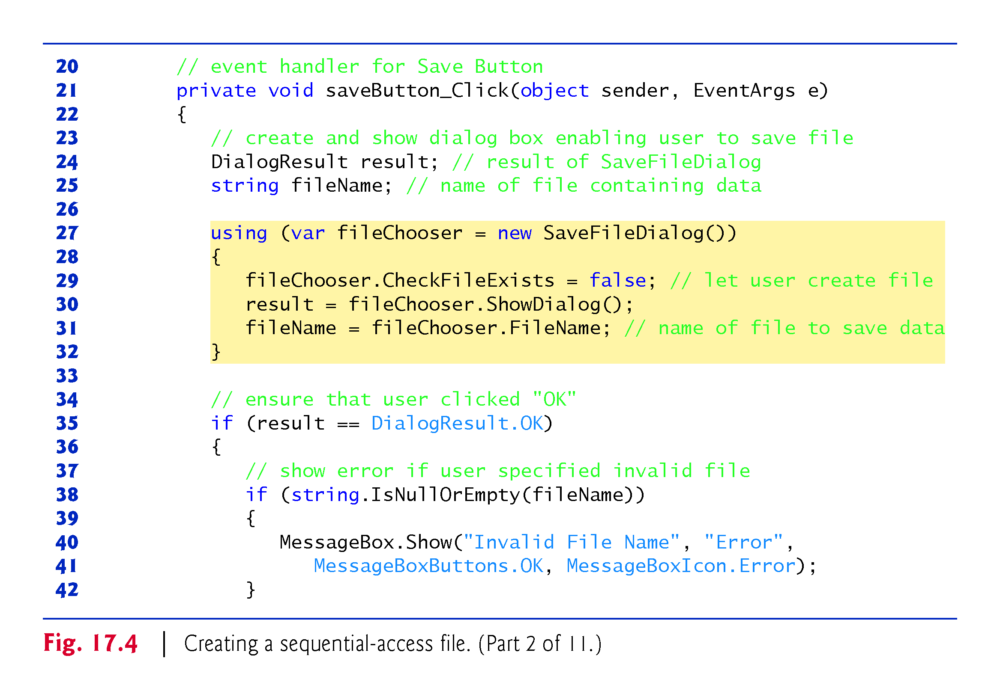 20 // event handler for Save Button
21 private void saveButton_Click(object sender, EventArgs e)
22 {
23 // create and show dialog box enabling user to save file
24 DialogResult result; // result of SaveFileDialog
25 string fileName; // name of file containing data
26
27 using (var fileChooser = new SaveFileDialog())
28 {
29 fileChooser.CheckFileExists = false; // let user create file
30 result = fileChooser.ShowDialog();
31 fileName = fileChooser.FileName; // name of file to save data
32 }
33
34 // ensure that user clicked "OK"
35 if (result == DialogResult.OK)
36 {
37 // show error if user specified invalid file
38 if (string.IsNullOrEmpty(fileName))
39 {
40 MessageBox.Show("Invalid File Name", "Error",
41 MessageBoxButtons.OK, MessageBoxIcon.Error);
42 }
Fig. 17.4 | Creating a sequential-access file. (Part 2 of 11.)